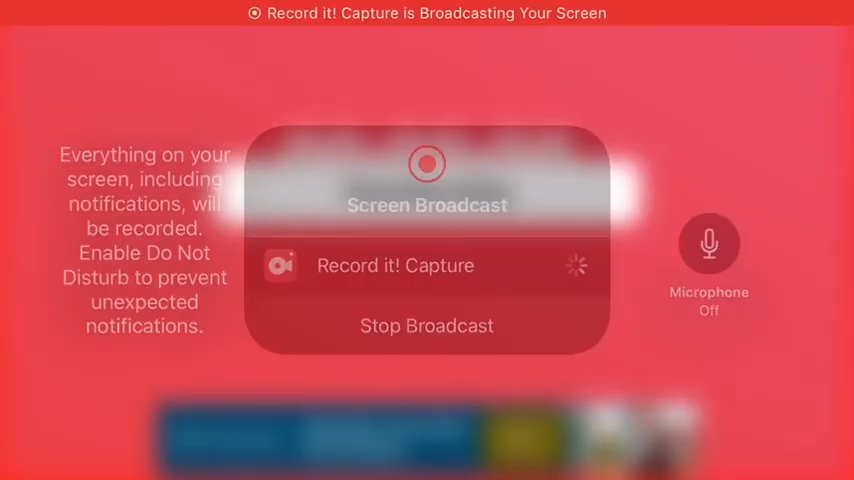 Record it! Capture is Broadcasting Your Screen
Everything on your
screen, including
notifications, will
be recorded.
Enable Do Not
Disturb to prevent
unexpected
notifications.
Screen Broadcast
Record it! Capture
Stop Broadcast
Microphone
Off